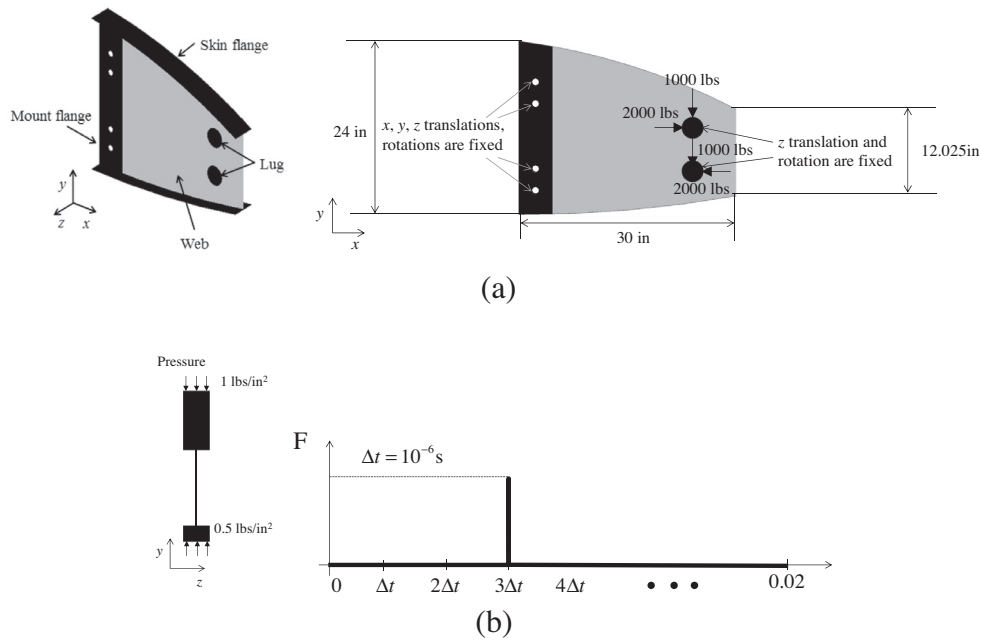 Skin flange
Mount flange
Lug
Web
y
z
x
24 in
x, y, z translations,
rotations are fixed
1000 lbs
2000 lbs
1000 lbs
2000 lbs
z translation and
rotation are fixed
12.025in
30 in
y
x
(a)
Pressure
1 lbs/in²
0.5 lbs/in²
y
z
F
Δt = 10⁻⁶s
0 Δt 2Δt 3Δt 4Δt • • • 0.02
(b)